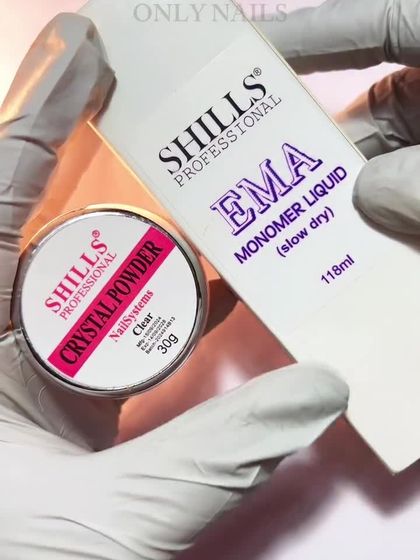 ONLY NAILS
SHILLS®
PROFESSIONAL
EMA
MONOMER LIQUID
(slow dry)
118ml
SHILLS®
PROFESSIONAL
CRYSTAL POWDER
NailSystems
Clear
30g